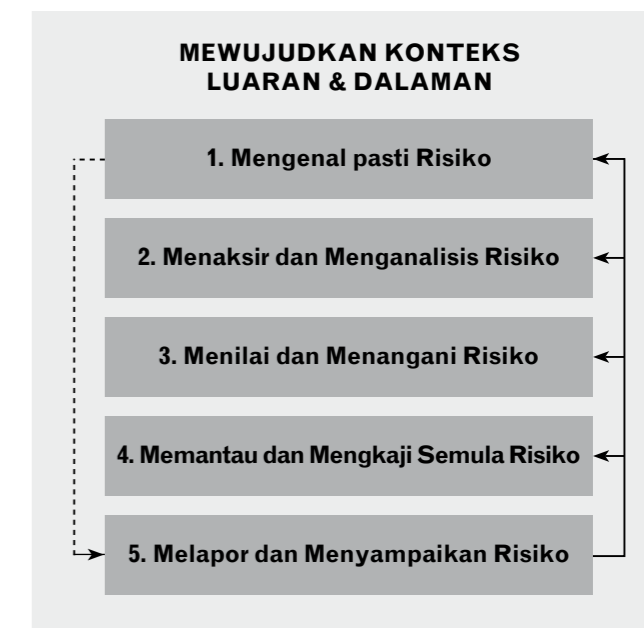 MEWUJUDKAN KONTEKS
LUARAN & DALAMAN
1. Mengenal pasti Risiko
2. Menaksir dan Menganalisis Risiko
3. Menilai dan Menangani Risiko
4. Memantau dan Mengkaji Semula Risiko
5. Melapor dan Menyampaikan Risiko